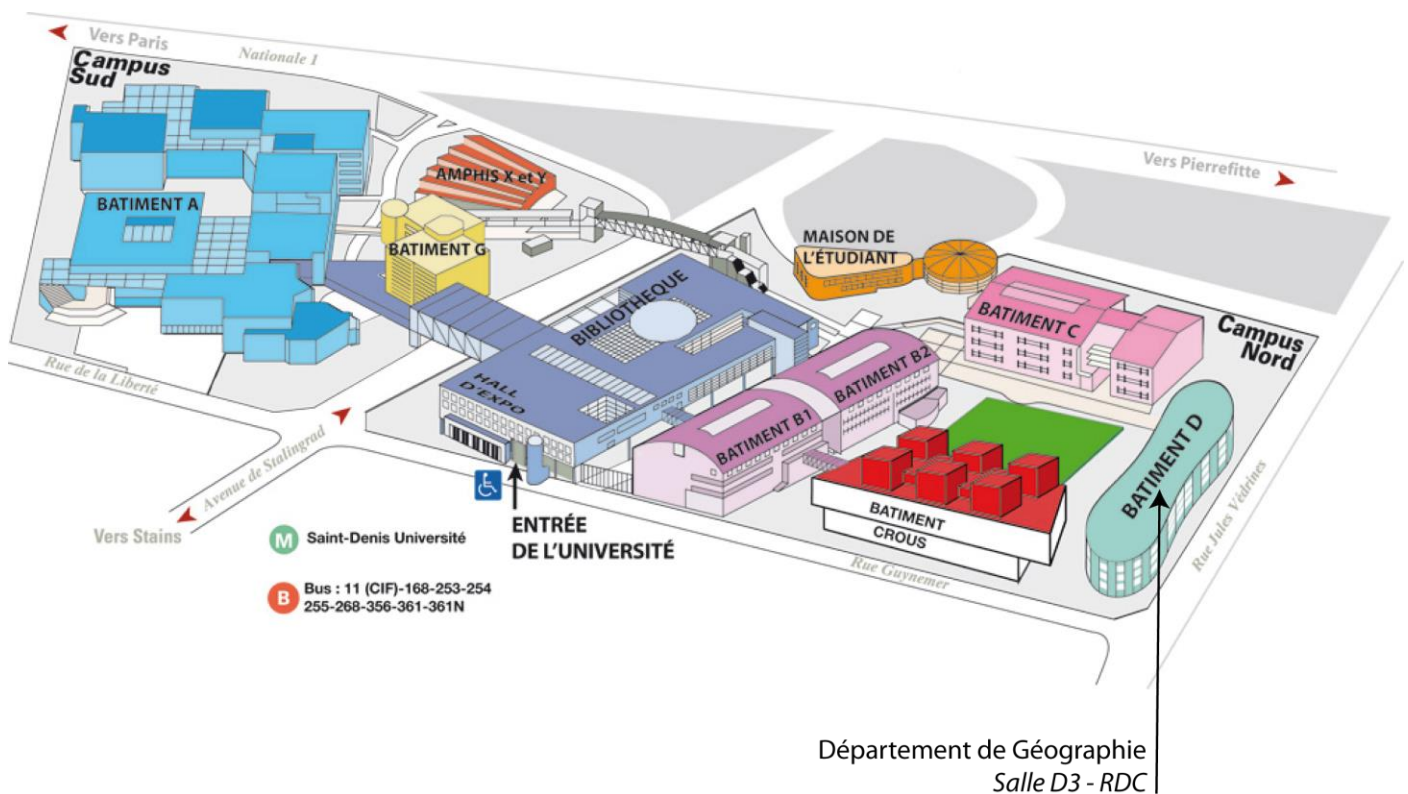 Vers Paris
Nationale 1
Campus
Sud
Vers Pierrefitte
AMPHIS X et Y
BATIMENT A
BATIMENT G
MAISON DE
L'ÉTUDIANT
BIBLIOTHEQUE
BATIMENT C
Campus
Nord
HALL
D'EXPO
BATIMENT B2
BATIMENT B1
BATIMENT D
Rue de la Liberté
Avenue de Stalingrad
Vers Stains
BATIMENT
CROUS
Rue Guynemer
Rue Jules Védrines
ENTRÉE
DE L'UNIVERSITÉ
M Saint-Denis Université
B Bus : 11 (CIF)-168-253-254
255-268-356-361-361N
Département de Géographie
Salle D3 - RDC